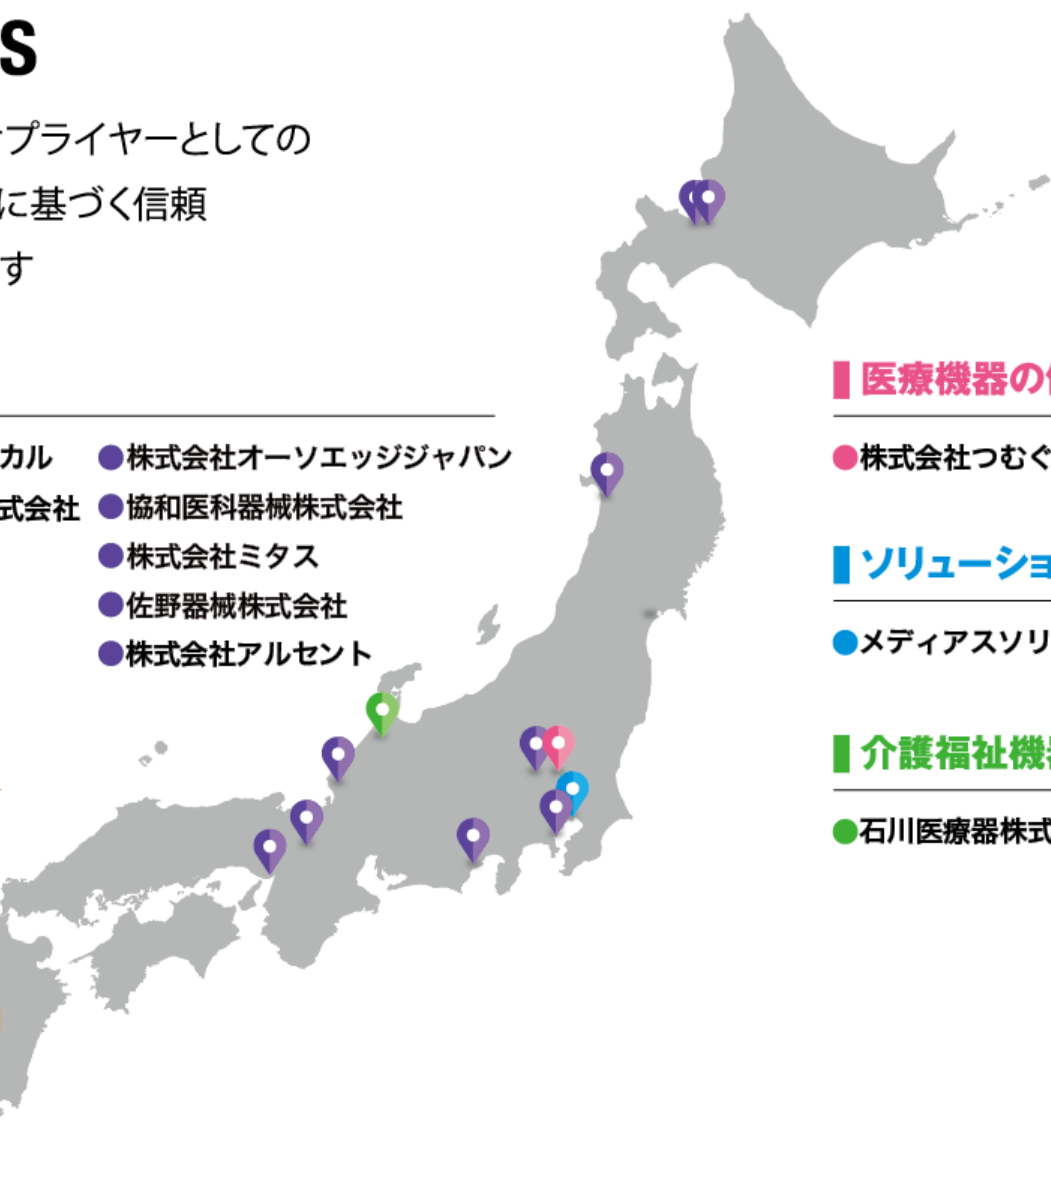 s
プライヤーとしての
に基づく信頼
す
カル
式会社
●株式会社オーソエッジジャパン
●協和医科器械株式会社
●株式会社ミタス
●佐野器械株式会社
●株式会社アルセント
医療機器の
●株式会社つむぐ
ソリューショ
●メディアスソリ
介護福祉機
●石川医療器株式